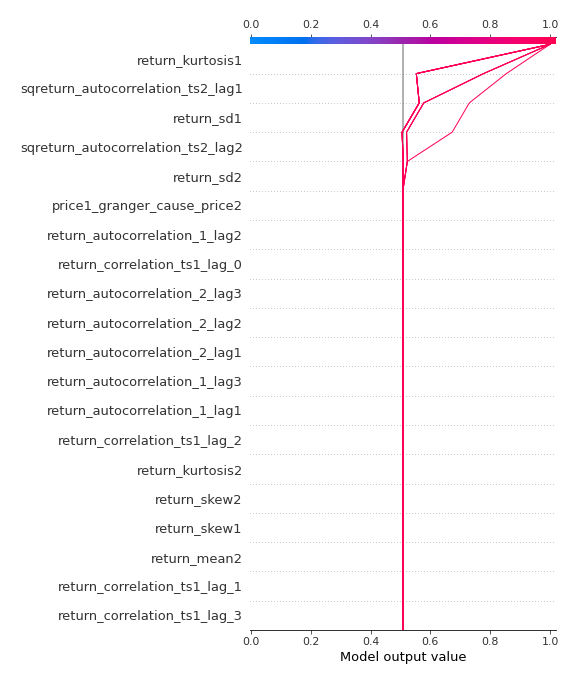 0.0 0.2 0.4 0.6 0.8 1.0
return_kurtosis1
sqreturn_autocorrelation_ts2_lag1
return_sd1
sqreturn_autocorrelation_ts2_lag2
return_sd2
price1_granger_cause_price2
return_autocorrelation_1_lag2
return_correlation_ts1_lag_0
return_autocorrelation_2_lag3
return_autocorrelation_2_lag2
return_autocorrelation_2_lag1
return_autocorrelation_1_lag3
return_autocorrelation_1_lag1
return_correlation_ts1_lag_2
return_kurtosis2
return_skew2
return_skew1
return_mean2
return_correlation_ts1_lag_1
return_correlation_ts1_lag_3
0.0 0.2 0.4 0.6 0.8 1.0
Model output value